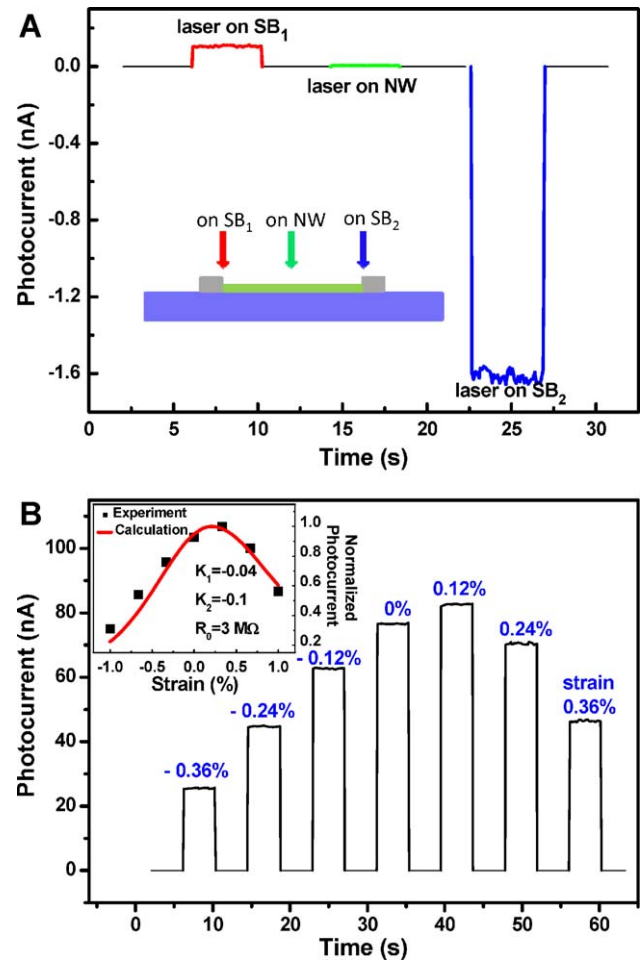 A
laser on SB1
laser on NW
0.0
-0.4
-0.8
-1.2
-1.6
Photocurrent (nA)
on SB1
on NW
on SB2
laser on SB2
0 5 10 15 20 25 30
Time (s)
B
Experiment
Calculation
K1=-0.04
K2=-0.1
R0=3 MΩ
1.0
0.8
0.6
0.4
0.2
Normalized
Photocurrent
-1.0 -0.5 0.0 0.5 1.0
Strain (%)
100
80
60
40
20
0
Photocurrent (nA)
- 0.36%
- 0.24%
- 0.12%
0%
0.12%
0.24%
strain
0.36%
0 10 20 30 40 50 60
Time (s)